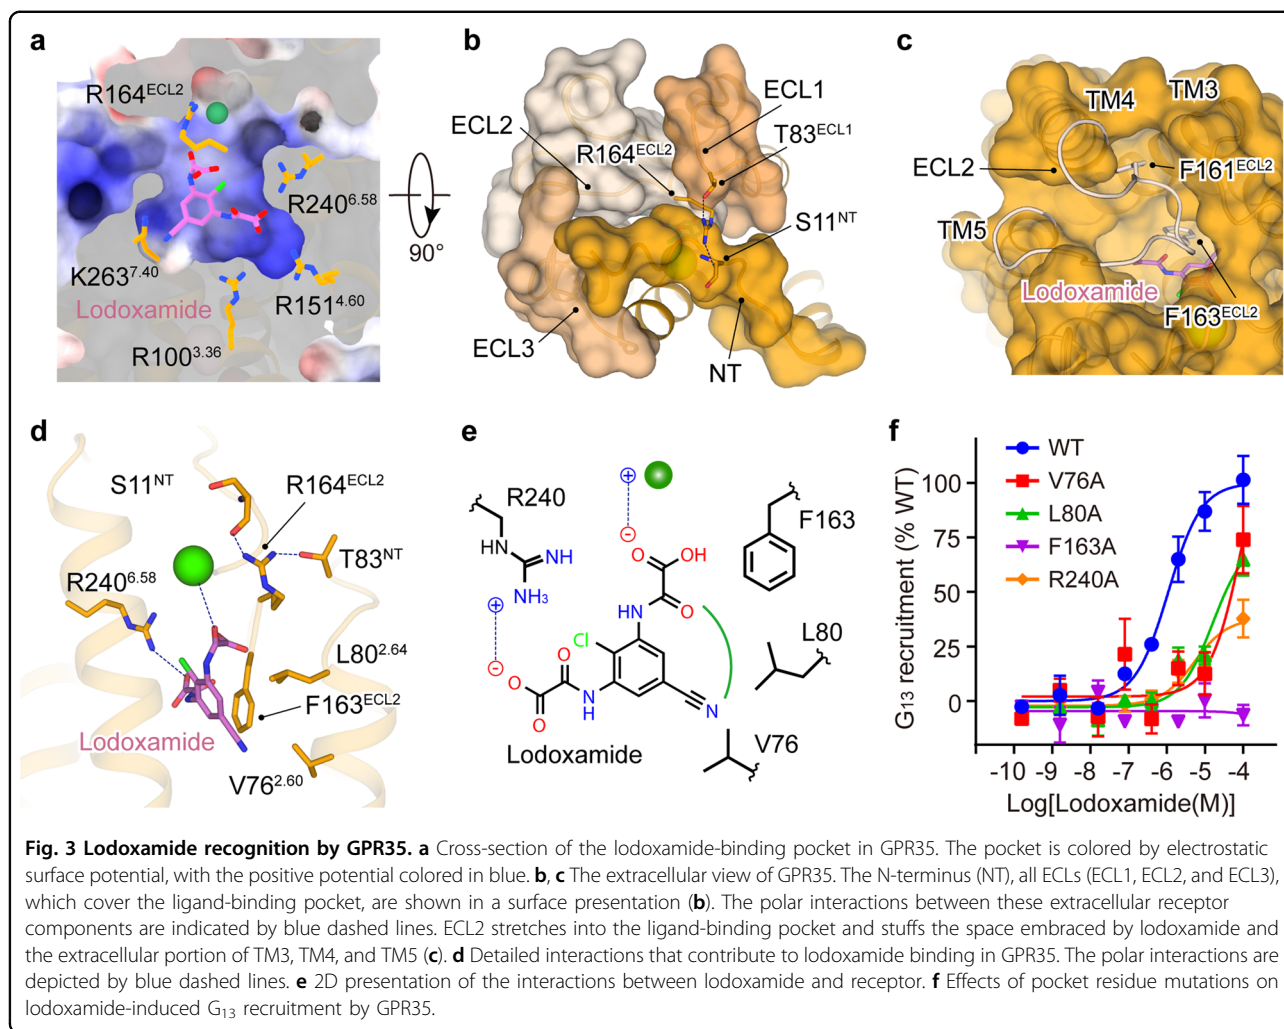 a
R164ECL2
R2406.58
K2637.40
Lodoxamide
R1514.60
R1003.36
90°
b
ECL1
ECL2
T83ECL1
R164ECL2
S11NT
ECL3
NT
c
TM3
TM4
ECL2
F161ECL2
TM5
Lodoxamide
F163ECL2
d
S11NT
R164ECL2
T83NT
R2406.58
L802.64
F163ECL2
Lodoxamide
V762.60
e
R240
F163
OH
O
NH
HN
NH
NH3
O
O
HN
Cl
L80
O
O
O
N
H
N
V76
Lodoxamide
f
WT
V76A
L80A
F163A
R240A
G13 recruitment (% WT)
100
75
50
25
0
-10 -9 -8 -7 -6 -5 -4
Log[Lodoxamide(M)]
Fig. 3 Lodoxamide recognition by GPR35. a Cross-section of the lodoxamide-binding pocket in GPR35. The pocket is colored by electrostatic
surface potential, with the positive potential colored in blue. b, c The extracellular view of GPR35. The N-terminus (NT), all ECLs (ECL1, ECL2, and ECL3),
which cover the ligand-binding pocket, are shown in a surface presentation (b). The polar interactions between these extracellular receptor
components are indicated by blue dashed lines. ECL2 stretches into the ligand-binding pocket and stuffs the space embraced by lodoxamide and
the extracellular portion of TM3, TM4, and TM5 (c). d Detailed interactions that contribute to lodoxamide binding in GPR35. The polar interactions are
depicted by blue dashed lines. e 2D presentation of the interactions between lodoxamide and receptor. f Effects of pocket residue mutations on
lodoxamide-induced G13 recruitment by GPR35.